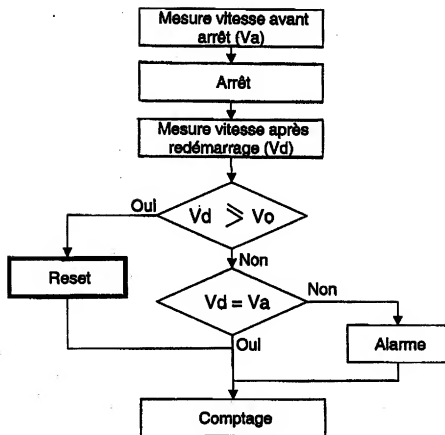 Mesure vitesse avant
arrêt (Va)
Arrêt
Mesure vitesse après
redémarrage (Vd)
Oui
Vd ⩾ Vo
Non
Reset
Vd = Va
Non
Oui
Alarme
Comptage